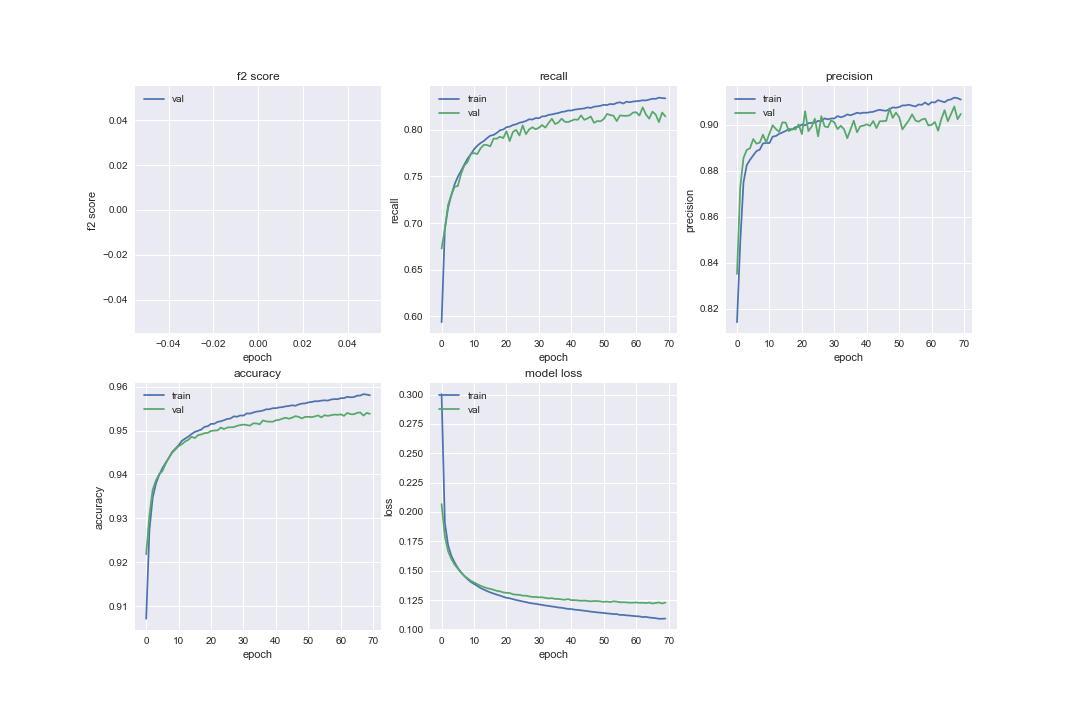 f2 score
val
0.04
0.02
0.00
−0.02
−0.04
f2 score
−0.04 −0.02 0.00 0.02 0.04
epoch
recall
train
val
0.80
0.75
0.70
0.65
0.60
recall
0 10 20 30 40 50 60 70
epoch
precision
train
val
0.90
0.88
0.86
0.84
0.82
precision
0 10 20 30 40 50 60 70
epoch
accuracy
train
val
0.96
0.95
0.94
0.93
0.92
0.91
accuracy
0 10 20 30 40 50 60 70
epoch
model loss
train
val
0.300
0.275
0.250
0.225
0.200
0.175
0.150
0.125
0.100
loss
0 10 20 30 40 50 60 70
epoch